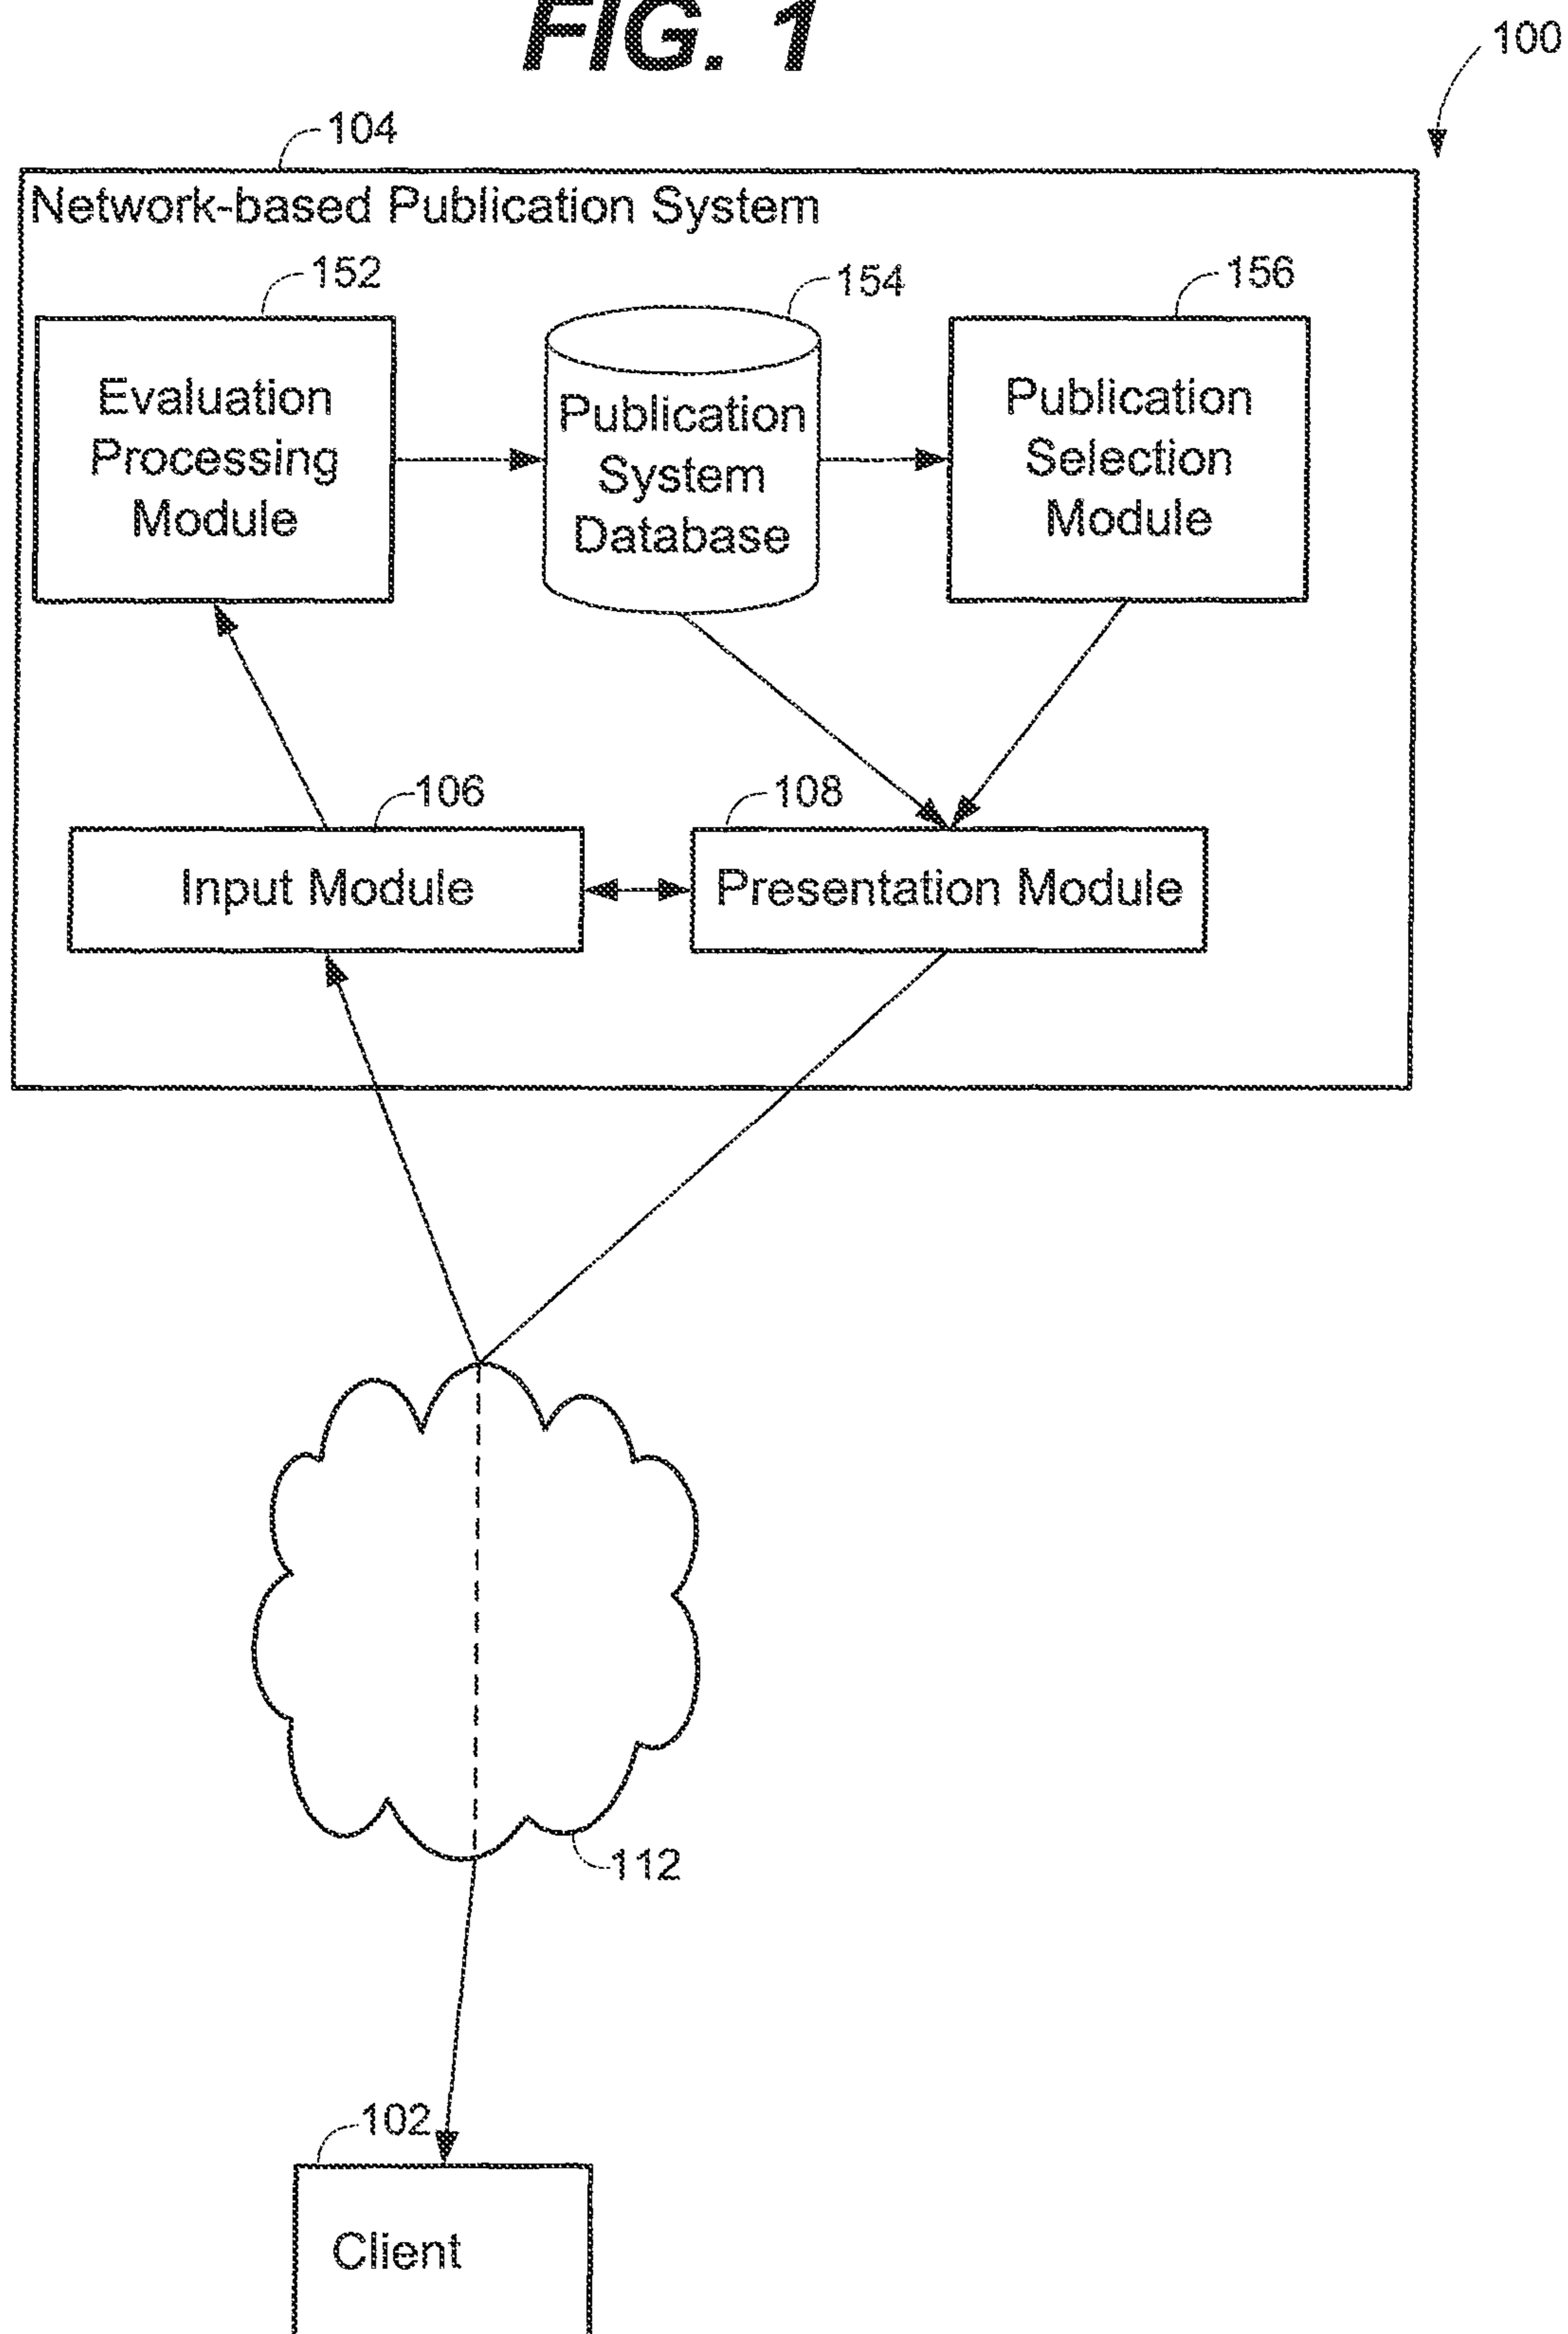 FIG. 1
100
104
Network-based Publication System
152
154
156
Evaluation
Processing
Module
Publication
System
Database
Publication
Selection
Module
106
108
Input Module
Presentation Module
112
102
Client